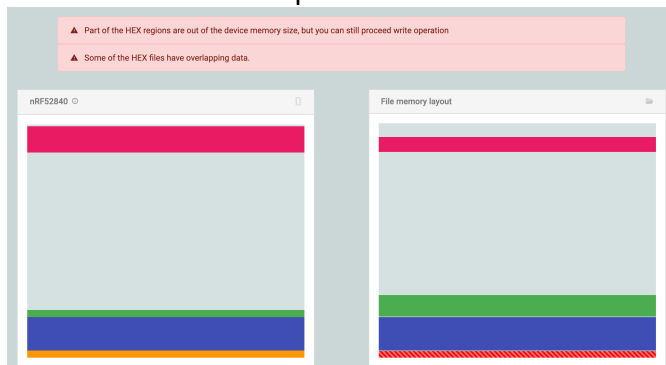 Part of the HEX regions are out of the device memory size, but you can still proceed write operation
Some of the HEX files have overlapping data.
nRF52840
File memory layout